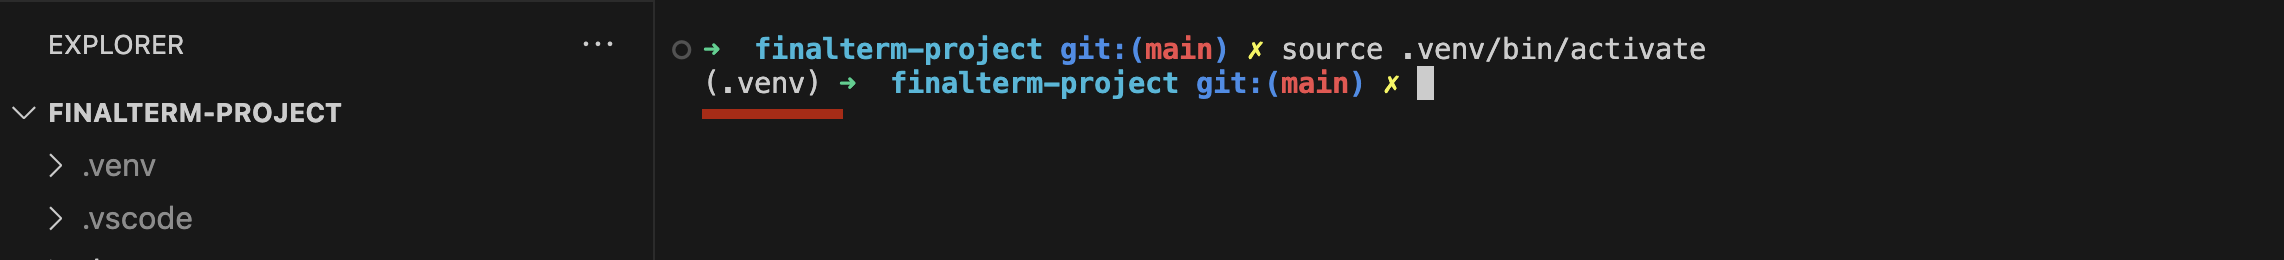 EXPLORER ...
FINALTERM-PROJECT
.venv
.vscode
➜ finalterm-project git:(main) ✗ source .venv/bin/activate
(.venv) ➜ finalterm-project git:(main) ✗